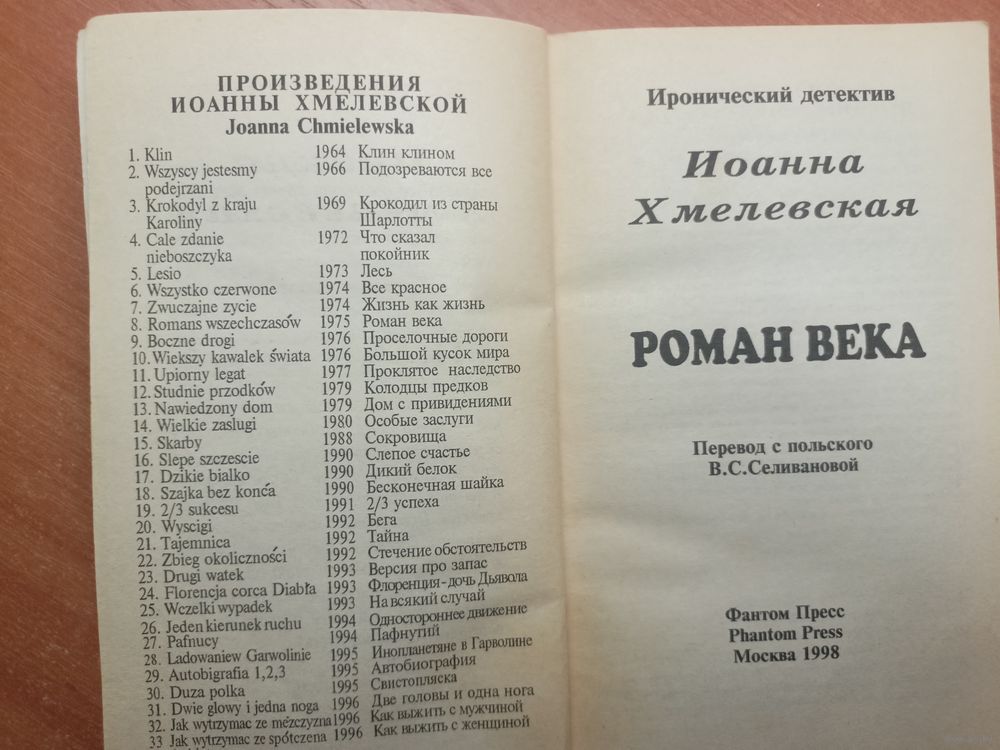 ПРОИЗВЕДЕНИЯ
ИОАННЫ ХМЕЛЕВСКОЙ
Joanna Chmielewska
1. Klin 1964 Клин клином
2. Wszyscy jestesmy 1966 Подозреваются все
podejrzani
3. Krokodyl z kraju 1969 Крокодил из страны
Karoliny Шарлотты
4. Cale zdanie 1972 Что сказал
nieboszczyka покойник
5. Lesio 1973 Лесь
6. Wszystko czerwone 1974 Все красное
7. Zwuczajne zycie 1974 Жизнь как жизнь
8. Romans wszechczasów 1975 Роман века
9. Boczne drogi 1976 Проселочные дороги
10. Wiekszy kawalek świata 1976 Большой кусок мира
11. Upiorny legat 1977 Проклятое наследство
12. Studnie przodków 1979 Колодцы предков
13. Nawiedzony dom 1979 Дом с привидениями
14. Wielkie zaslugi 1980 Особые заслуги
15. Skarby 1988 Сокровища
16. Slepe szczescie 1990 Слепое счастье
17. Dzikie bialko 1990 Дикий белок
18. Szajka bez końca 1990 Бесконечная шайка
19. 2/3 sukcesu 1991 2/3 успеха
20. Wyscigi 1992 Бега
21. Tajemnica 1992 Тайна
22. Zbieg okoliczności 1992 Стечение обстоятельств
23. Drugi watek 1993 Версия про запас
24. Florencja corca Diabła 1993 Флоренция-дочь Дьявола
25. Wczelki wypadek 1993 На всякий случай
26. Jeden kierunek ruchu 1994 Одностороннее движение
27. Pafnucy 1994 Пафнутий
28. Ladowaniew Garwolinie 1995 Инопланетяне в Гарволине
29. Autobigrafia 1,2,3 1995 Автобиография
30. Duza polka 1995 Свистопляска
31. Dwie glowy i jedna noga 1996 Две головы и одна нога
32. Jak wytrzymac ze mezczyzna 1996 Как выжить с мужчиной
33 Jak wytrzymac ze spótczena 1996 Как выжить с женщиной
Иронический детектив
Иоанна
Хмелевская
РОМАН ВЕКА
Перевод с польского
В.С.Селивановой
Фантом Пресс
Phantom Press
Москва 1998